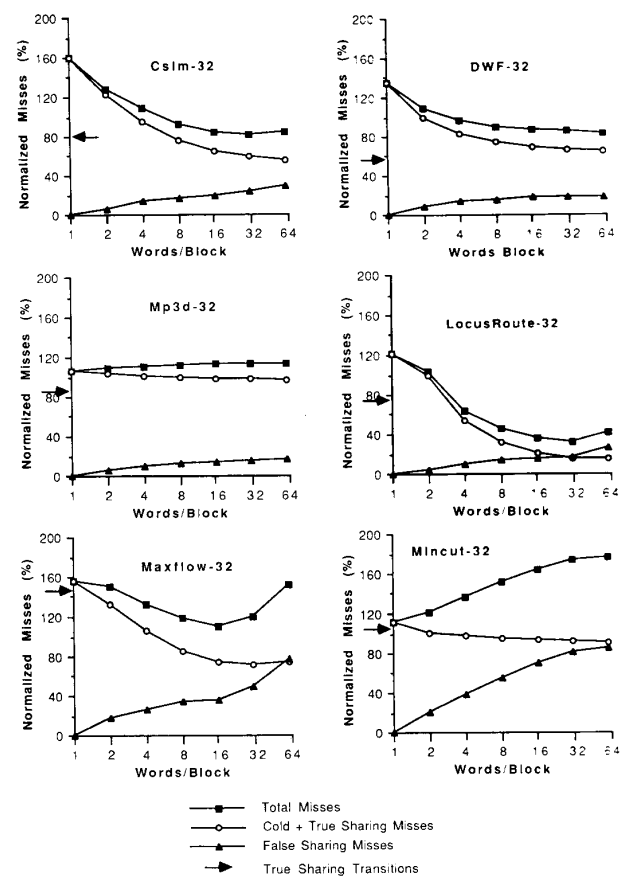 Cslm-32
Normalized Misses (%)
200
160
120
80
40
0
1 2 4 8 16 32 64
Words/Block
DWF-32
Normalized Misses (%)
200
160
120
80
40
0
1 2 4 8 16 32 64
Words Block
Mp3d-32
Normalized Misses (%)
200
160
120
80
40
0
1 2 4 8 16 32 64
Words/Block
LocusRoute-32
Normalized Misses (%)
200
160
120
80
40
0
1 2 4 8 16 32 64
Words/Block
Maxflow-32
Normalized Misses (%)
200
160
120
80
40
0
1 2 4 8 16 32 64
Words/Block
Mincut-32
Normalized Misses (%)
200
160
120
80
40
0
1 2 4 8 16 32 64
Words/Block
Total Misses
Cold + True Sharing Misses
False Sharing Misses
True Sharing Transitions